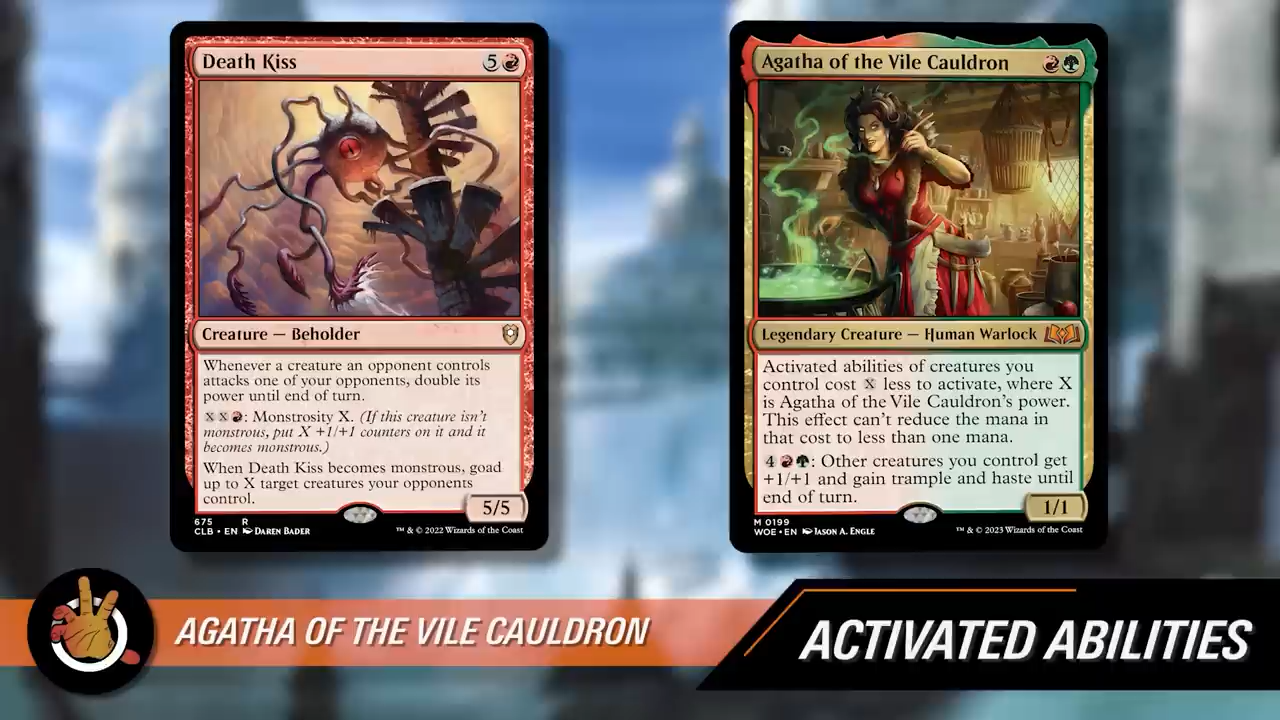 Death Kiss
5
Creature — Beholder
Whenever a creature an opponent controls
attacks one of your opponents, double its
power until end of turn.
X X : Monstrosity X. (If this creature isn't
monstrous, put X +1/+1 counters on it and it
becomes monstrous.)
When Death Kiss becomes monstrous, goad
up to X target creatures your opponents
control.
5/5
675 R
CLB • EN DAREN BADER
™ & © 2022 Wizards of the Coast
Agatha of the Vile Cauldron
Legendary Creature — Human Warlock
Activated abilities of creatures you
control cost X less to activate, where X
is Agatha of the Vile Cauldron's power.
This effect can't reduce the mana in
that cost to less than one mana.
4 : Other creatures you control get
+1/+1 and gain trample and haste until
end of turn.
1/1
M 0199
WOE • EN JASON A. ENGLE
™ & © 2023 Wizards of the Coast
AGATHA OF THE VILE CAULDRON
ACTIVATED ABILITIES